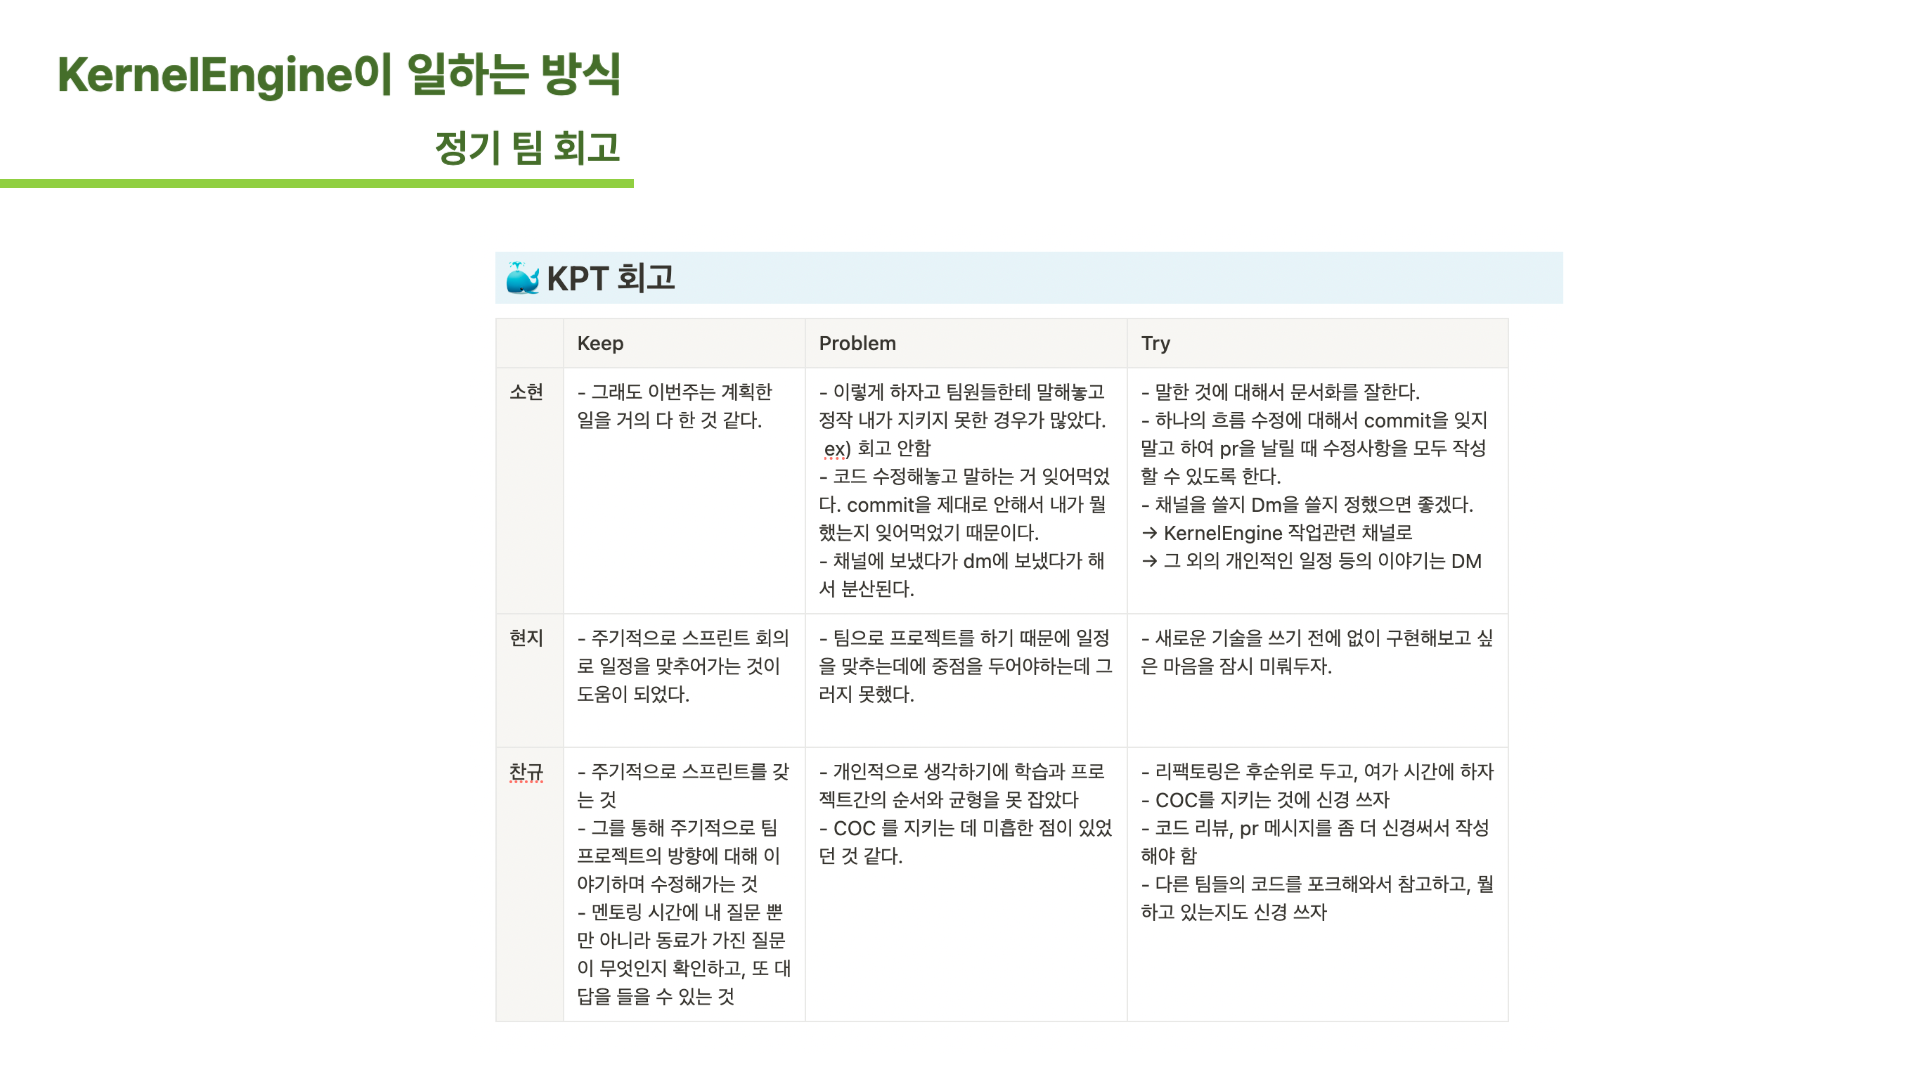 KernelEngine이 일하는 방식
정기 팀 회고
🐳 KPT 회고
Keep
Problem
Try
소현
- 그래도 이번주는 계획한
일을 거의 다 한 것 같다.
- 이렇게 하자고 팀원들한테 말해놓고
정작 내가 지키지 못한 경우가 많았다.
ex) 회고 안함
- 코드 수정해놓고 말하는 거 잊어먹었
다. commit을 제대로 안해서 내가 뭘
했는지 잊어먹었기 때문이다.
- 채널에 보냈다가 dm에 보냈다가 해
서 분산된다.
- 말한 것에 대해서 문서화를 잘한다.
- 하나의 흐름 수정에 대해서 commit을 잊지
말고 하여 pr을 날릴 때 수정사항을 모두 작성
할 수 있도록 한다.
- 채널을 쓸지 Dm을 쓸지 정했으면 좋겠다.
→ KernelEngine 작업관련 채널로
→ 그 외의 개인적인 일정 등의 이야기는 DM
현지
- 주기적으로 스프린트 회의
로 일정을 맞추어가는 것이
도움이 되었다.
- 팀으로 프로젝트를 하기 때문에 일정
을 맞추는데에 중점을 두어야하는데 그
러지 못했다.
- 새로운 기술을 쓰기 전에 없이 구현해보고 싶
은 마음을 잠시 미뤄두자.
찬규
- 주기적으로 스프린트를 갖
는 것
- 그를 통해 주기적으로 팀
프로젝트의 방향에 대해 이
야기하며 수정해가는 것
- 멘토링 시간에 내 질문 뿐
만 아니라 동료가 가진 질문
이 무엇인지 확인하고, 또 대
답을 들을 수 있는 것
- 개인적으로 생각하기에 학습과 프로
젝트간의 순서와 균형을 못 잡았다
- COC 를 지키는 데 미흡한 점이 있었
던 것 같다.
- 리팩토링은 후순위로 두고, 여가 시간에 하자
- COC를 지키는 것에 신경 쓰자
- 코드 리뷰, pr 메시지를 좀 더 신경써서 작성
해야 함
- 다른 팀들의 코드를 포크해와서 참고하고, 뭘
하고 있는지도 신경 쓰자